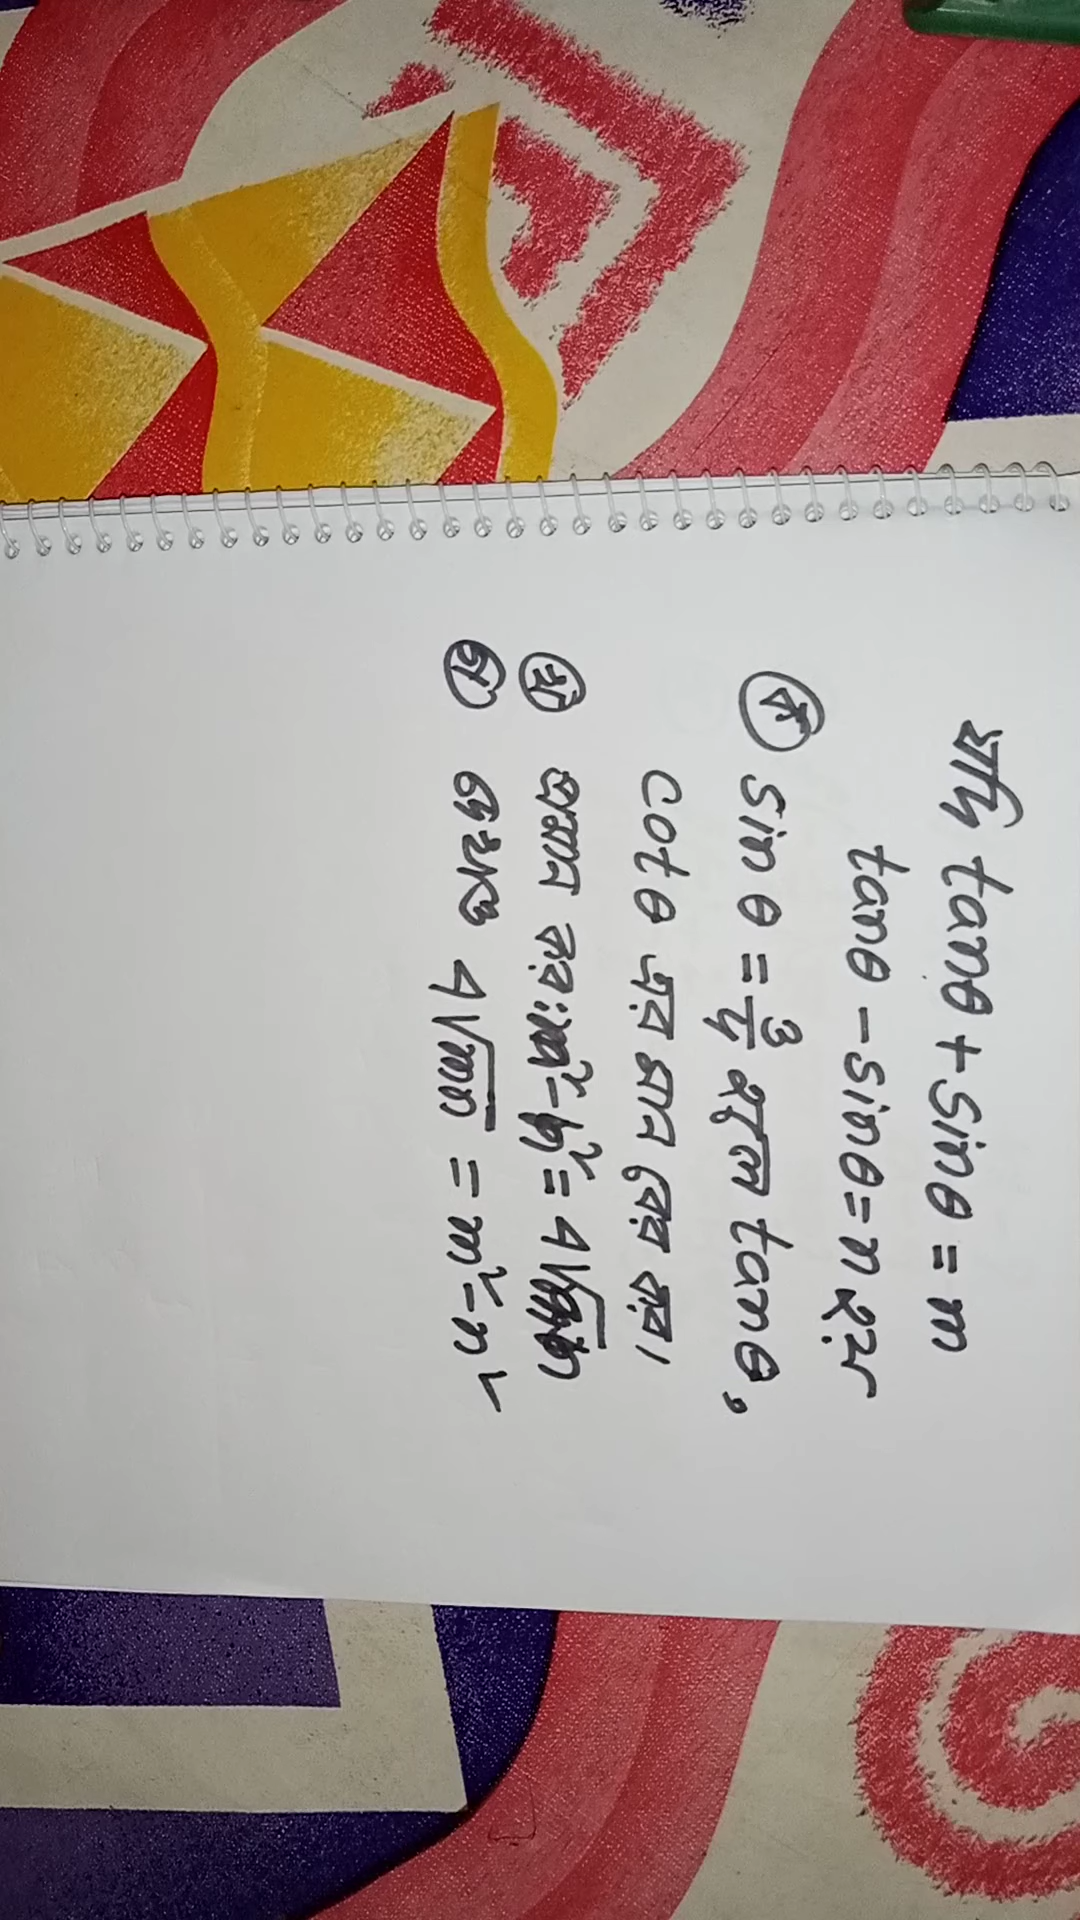 যদি tanθ + sinθ = m
tanθ - sinθ = n হয়
ক sin θ = 3/4 হলে tanθ,
cotθ এর মান বের কর।
খ প্রমাণ কর: m² - n² = 4√mn
গ দেখাও 4√mn = m² - n²